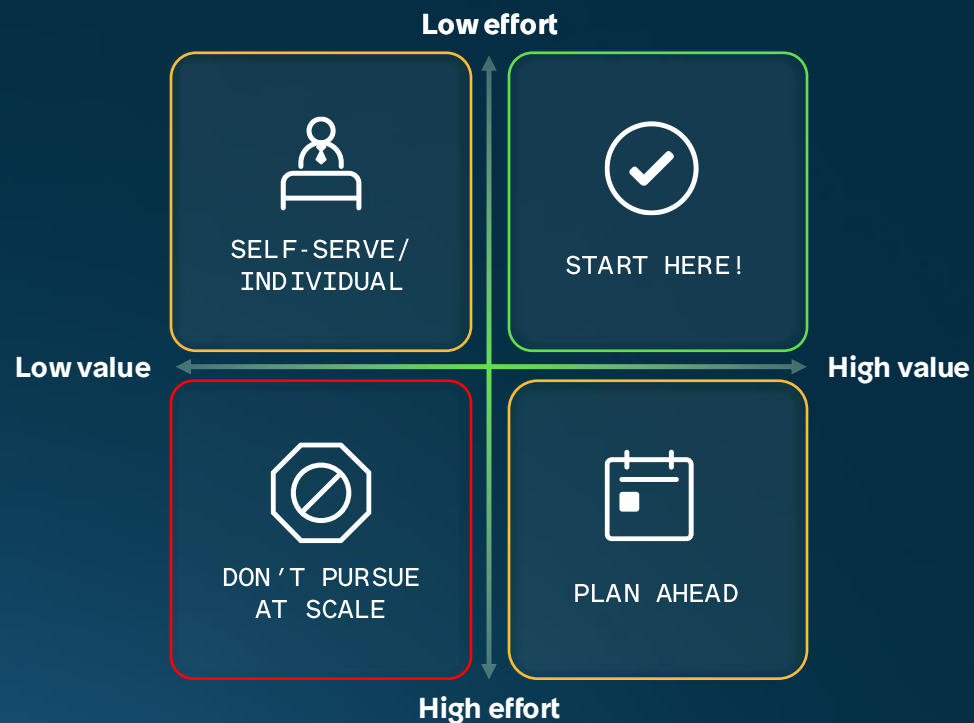 Low effort
SELF-SERVE/
INDIVIDUAL
START HERE!
Low value
High value
DON'T PURSUE
AT SCALE
PLAN AHEAD
High effort